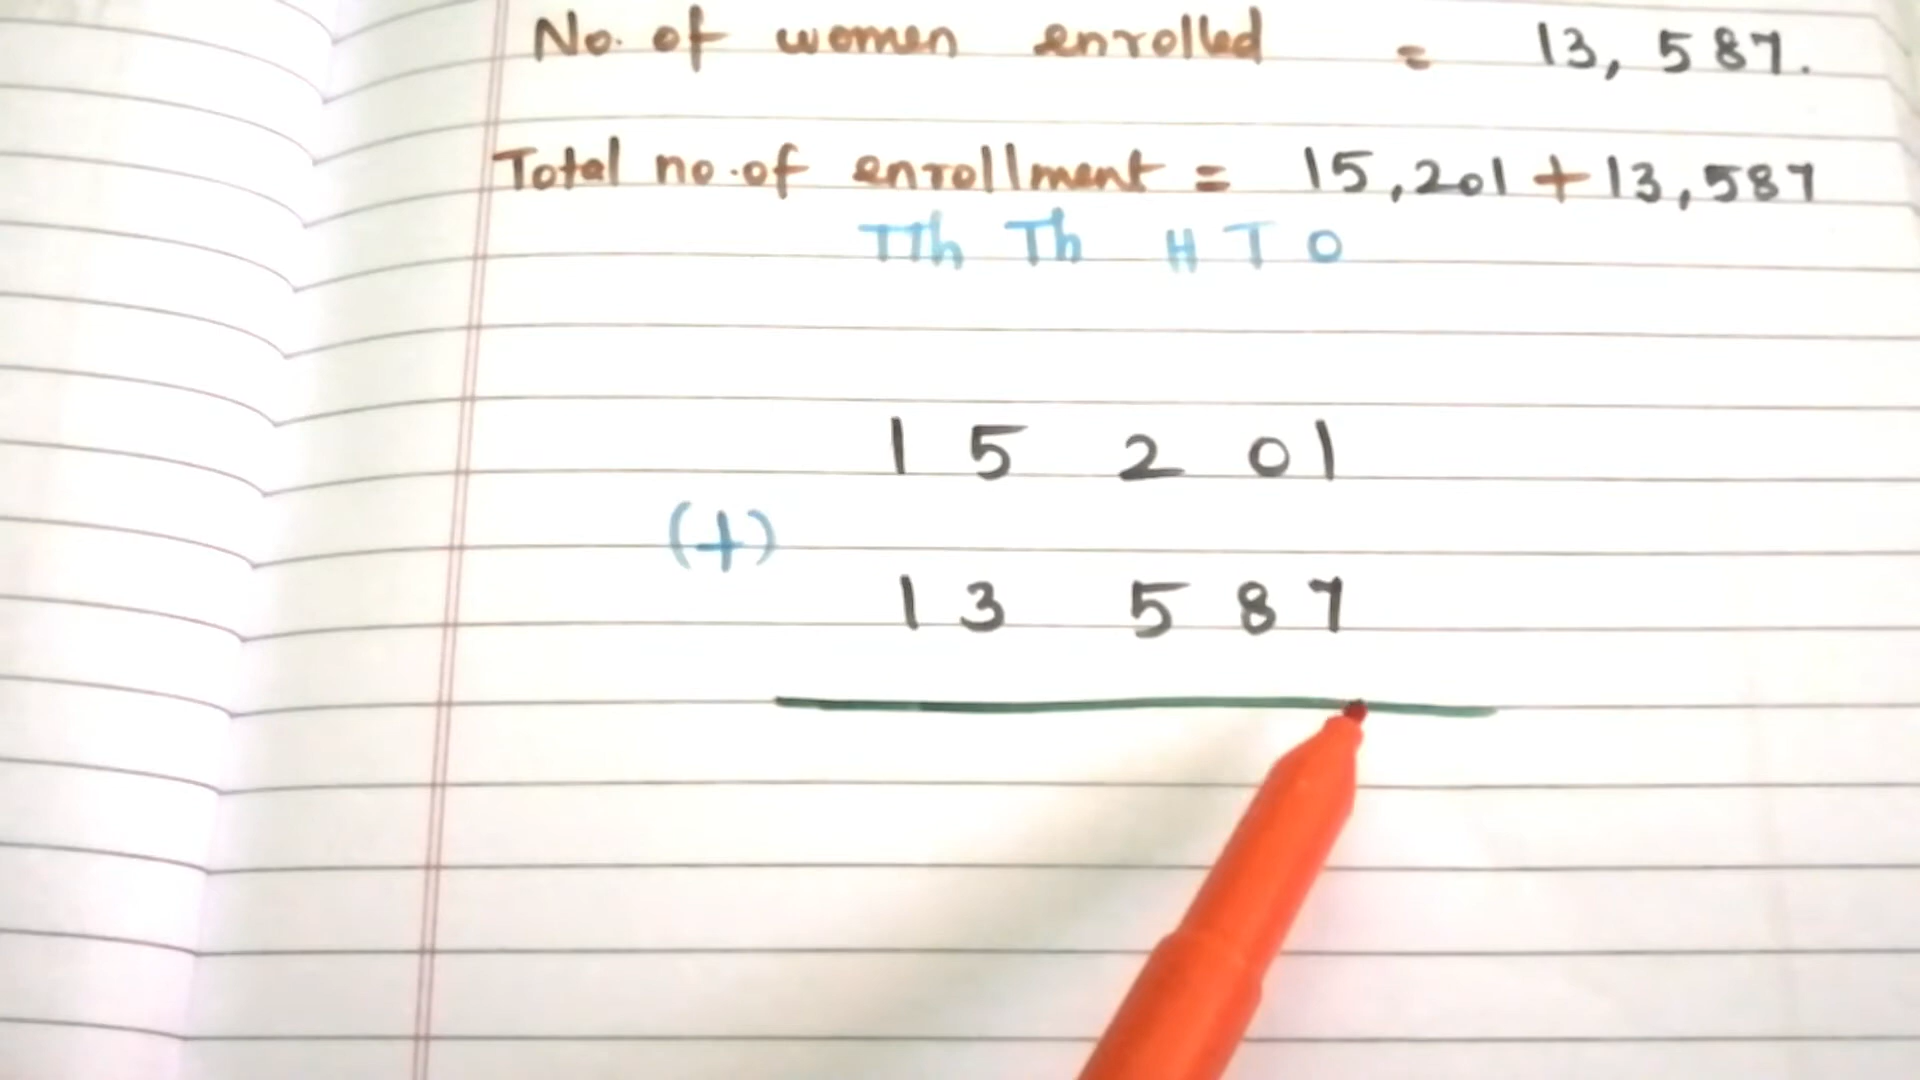 No. of women enrolled = 13, 587.
Total no. of enrollment = 15,201 + 13,587
TTh Th H T O
1 5 2 0 1
(+)
1 3 5 8 7